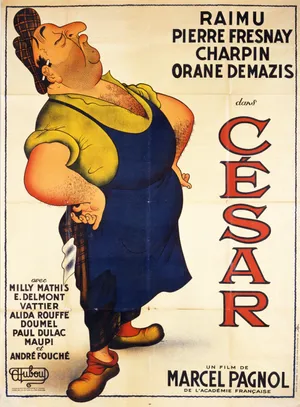 RAIMU
PIERRE FRESNAY
CHARPIN
ORANE DEMAZIS
dans
CÉSAR
avec
MILLY MATHIS
E. DELMONT
VATTIER
ALIDA ROUFFE
DOUMEL
PAUL DULAC
MAUPI
et
ANDRÉ FOUCHÉ
UN FILM DE
MARCEL PAGNOL
DE L'ACADÉMIE FRANÇAISE